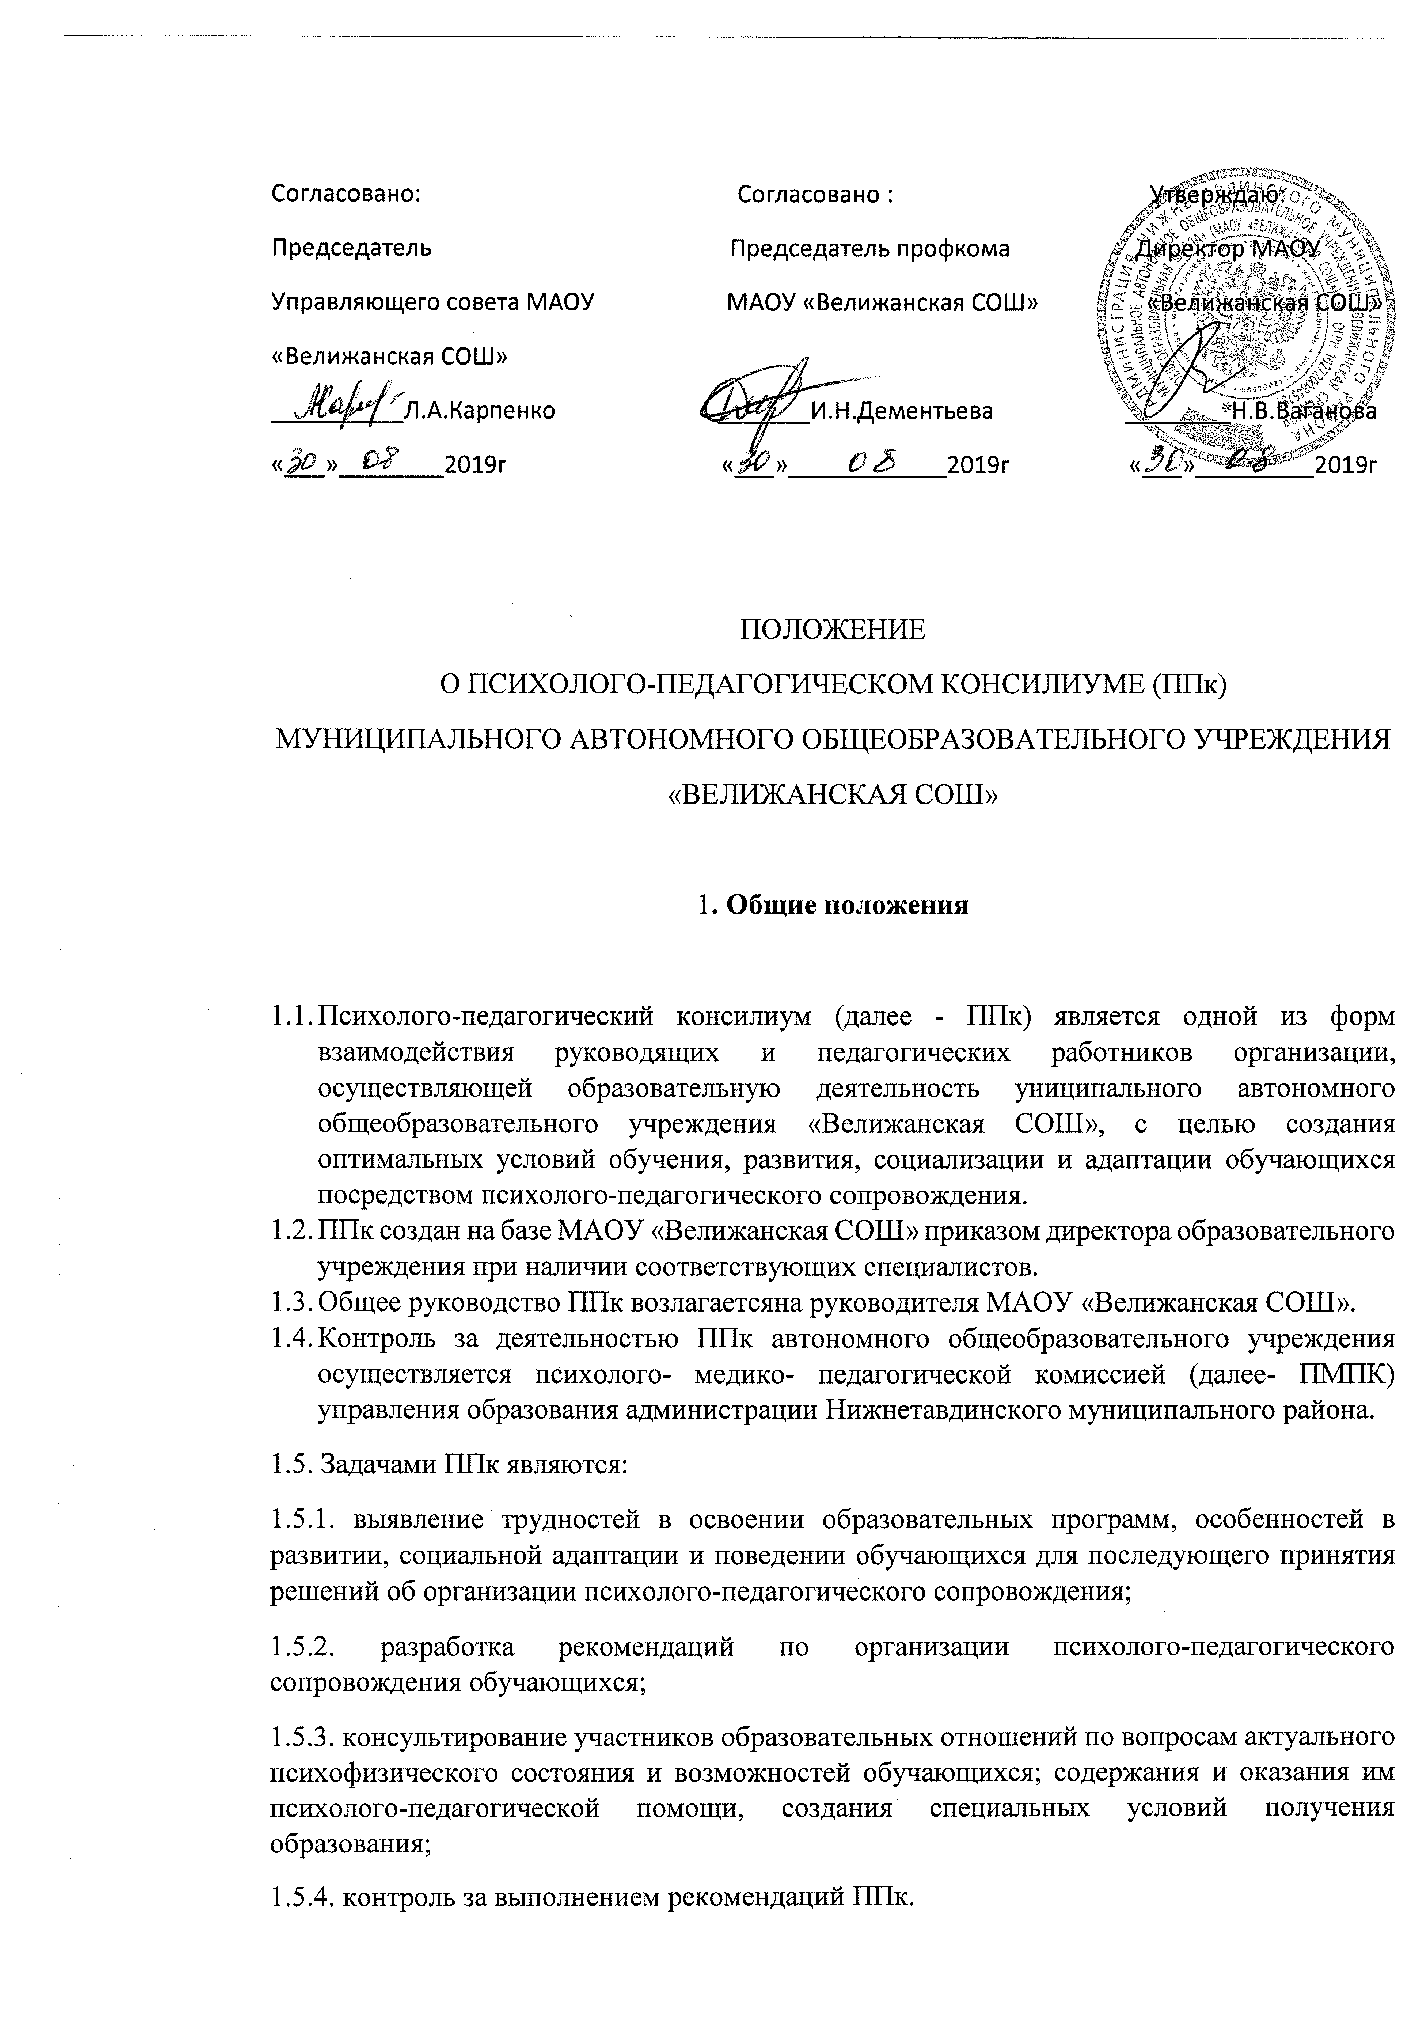 Согласовано: Согласовано : Утверждаю:
Председатель Председатель профкома Директор МАОУ
Управляющего совета МАОУ МАОУ «Велижанская СОШ» «Велижанская СОШ»
«Велижанская СОШ»
Л.А.Карпенко И.Н.Дементьева Н.В.Ваганова
«30» 08 2019г «30» 08 2019г «30» 08 2019г
ПОЛОЖЕНИЕ
О ПСИХОЛОГО-ПЕДАГОГИЧЕСКОМ КОНСИЛИУМЕ (ППк)
МУНИЦИПАЛЬНОГО АВТОНОМНОГО ОБЩЕОБРАЗОВАТЕЛЬНОГО УЧРЕЖДЕНИЯ
«ВЕЛИЖАНСКАЯ СОШ»
1. Общие положения
1.1. Психолого-педагогический консилиум (далее - ППк) является одной из форм
взаимодействия руководящих и педагогических работников организации,
осуществляющей образовательную деятельность униципального автономного
общеобразовательного учреждения «Велижанская СОШ», с целью создания
оптимальных условий обучения, развития, социализации и адаптации обучающихся
посредством психолого-педагогического сопровождения.
1.2. ППк создан на базе МАОУ «Велижанская СОШ» приказом директора образовательного
учреждения при наличии соответствующих специалистов.
1.3. Общее руководство ППк возлагаетсяна руководителя МАОУ «Велижанская СОШ».
1.4. Контроль за деятельностью ППк автономного общеобразовательного учреждения
осуществляется психолого- медико- педагогической комиссией (далее- ПМПК)
управления образования администрации Нижнетавдинского муниципального района.
1.5. Задачами ППк являются:
1.5.1. выявление трудностей в освоении образовательных программ, особенностей в
развитии, социальной адаптации и поведении обучающихся для последующего принятия
решений об организации психолого-педагогического сопровождения;
1.5.2. разработка рекомендаций по организации психолого-педагогического
сопровождения обучающихся;
1.5.3. консультирование участников образовательных отношений по вопросам актуального
психофизического состояния и возможностей обучающихся; содержания и оказания им
психолого-педагогической помощи, создания специальных условий получения
образования;
1.5.4. контроль за выполнением рекомендаций ППк.